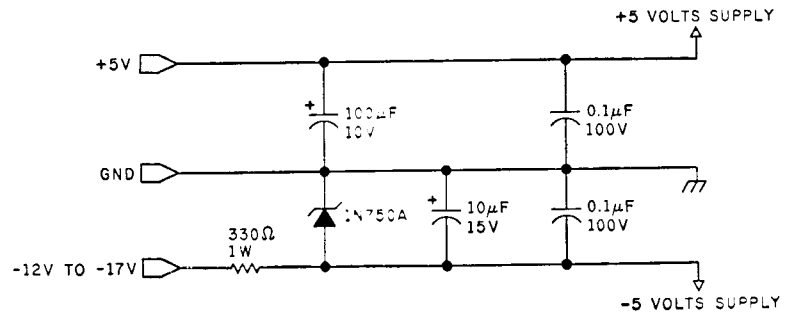 +5 VOLTS SUPPLY
+5V
+
100µF
10V
0.1µF
100V
GND
1N750A
+
10µF
15V
0.1µF
100V
330Ω
1W
-12V TO -17V
-5 VOLTS SUPPLY